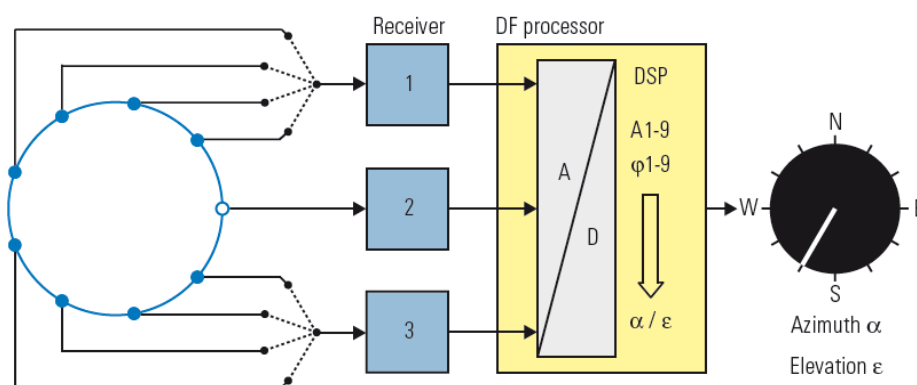 Receiver
DF processor
1
2
3
A
D
DSP
A1-9
φ1-9
α / ε
N
W
S
Azimuth α
Elevation ε